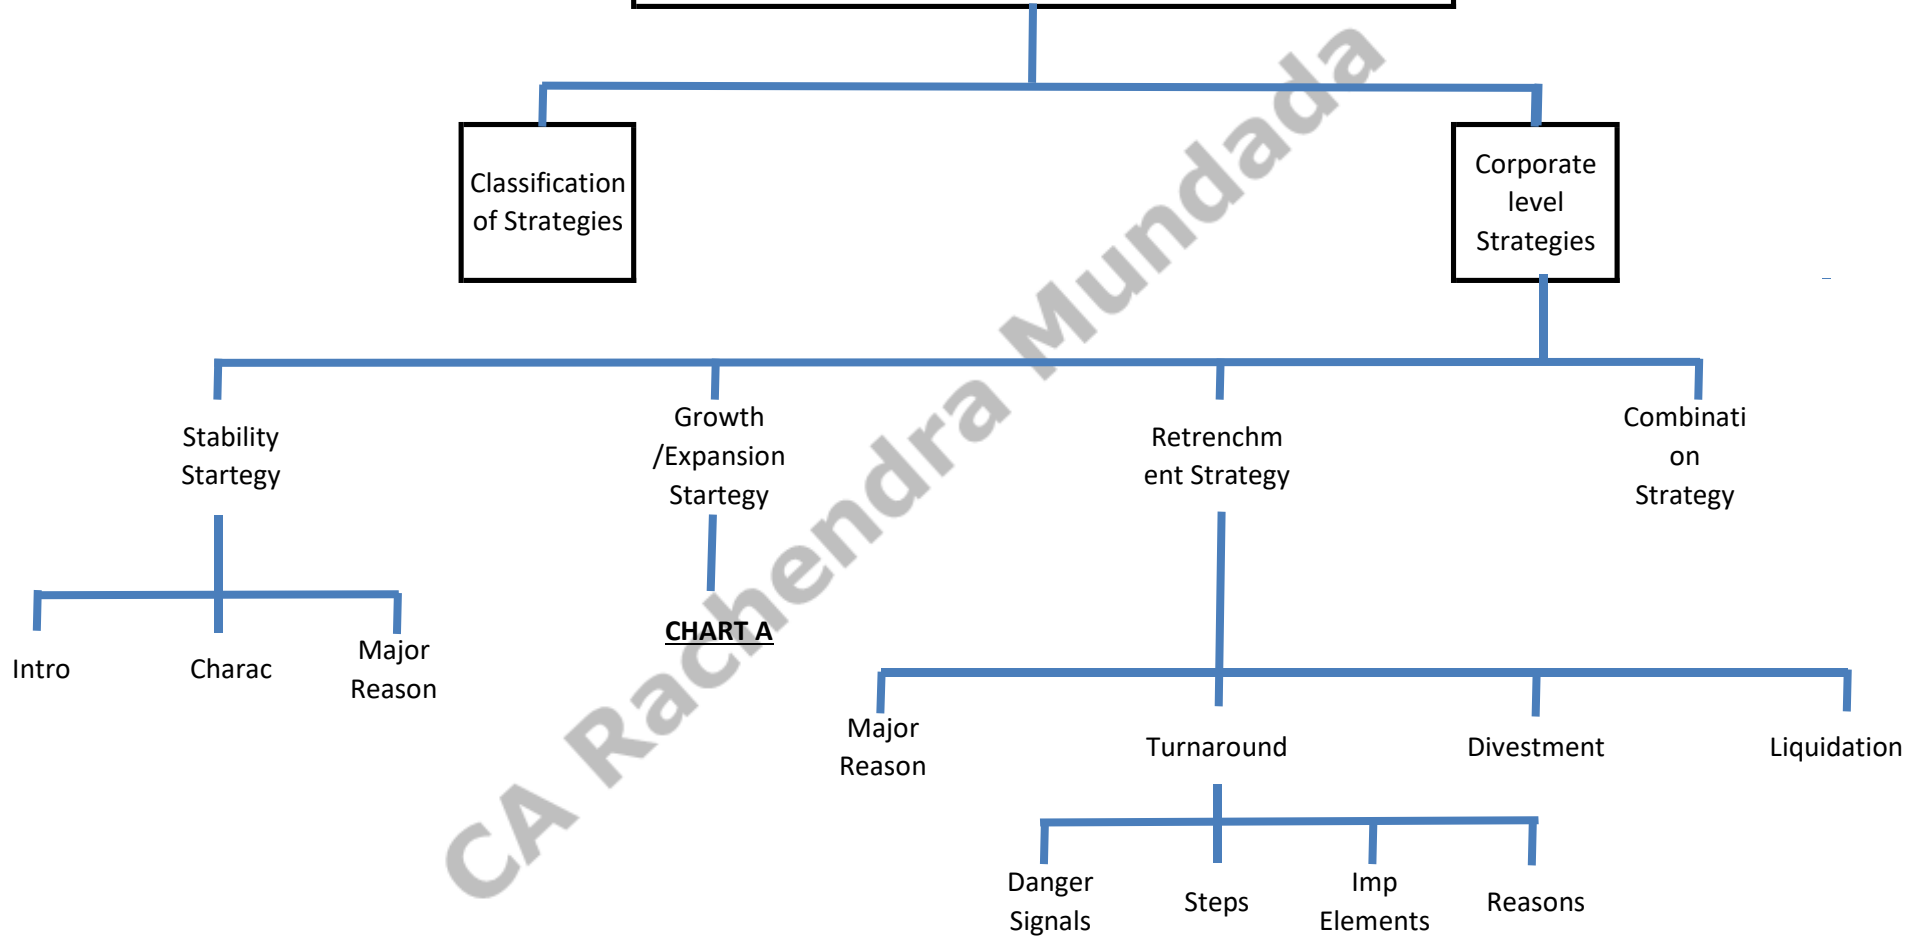 Classification
of Strategies
Corporate
level
Strategies
Stability
Startegy
Growth
/Expansion
Startegy
Retrenchm
ent Strategy
Combinati
on
Strategy
CHART A
Intro
Charac
Major
Reason
Major
Reason
Turnaround
Divestment
Liquidation
Danger
Signals
Steps
Imp
Elements
Reasons
CA Rachendra Mundada